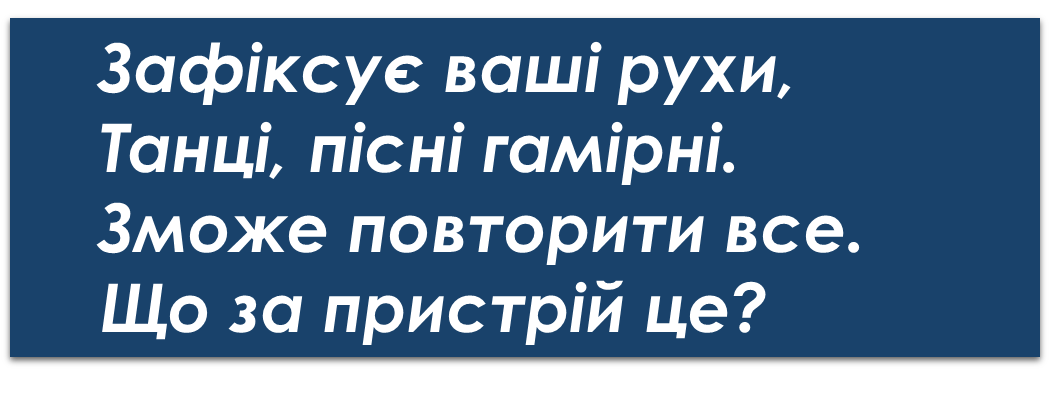 Зафіксує ваші рухи,
Танці, пісні гамірні.
Зможе повторити все.
Що за пристрій це?